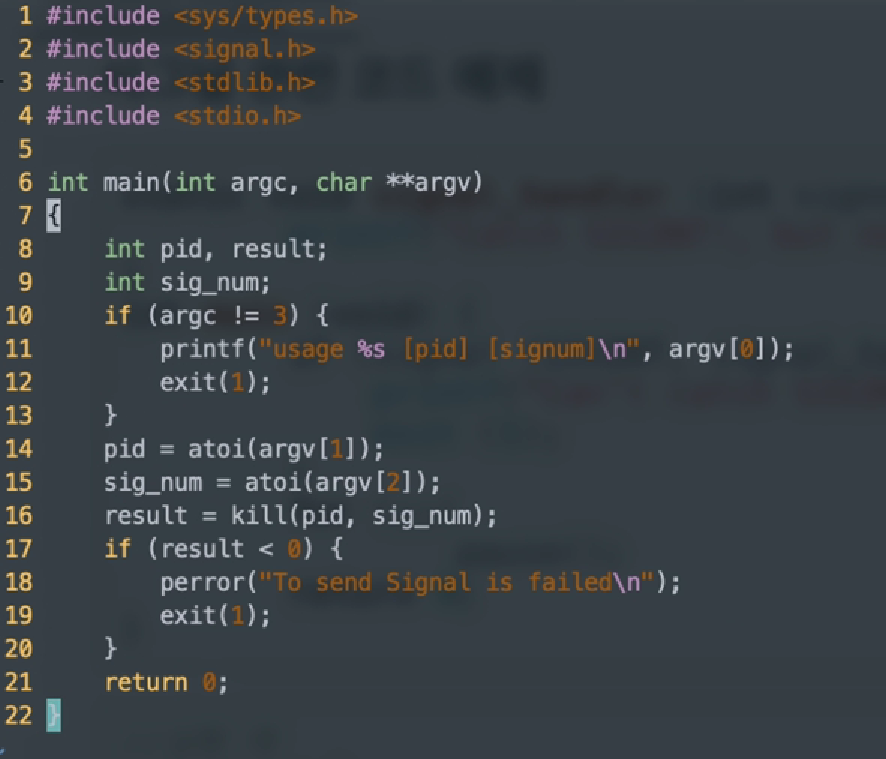 1 #include <sys/types.h>
2 #include <signal.h>
3 #include <stdlib.h>
4 #include <stdio.h>
5
6 int main(int argc, char **argv)
7 {
8     int pid, result;
9     int sig_num;
10     if (argc != 3) {
11         printf("usage %s [pid] [signum]\n", argv[0]);
12         exit(1);
13     }
14     pid = atoi(argv[1]);
15     sig_num = atoi(argv[2]);
16     result = kill(pid, sig_num);
17     if (result < 0) {
18         perror("To send Signal is failed\n");
19         exit(1);
20     }
21     return 0;
22 }